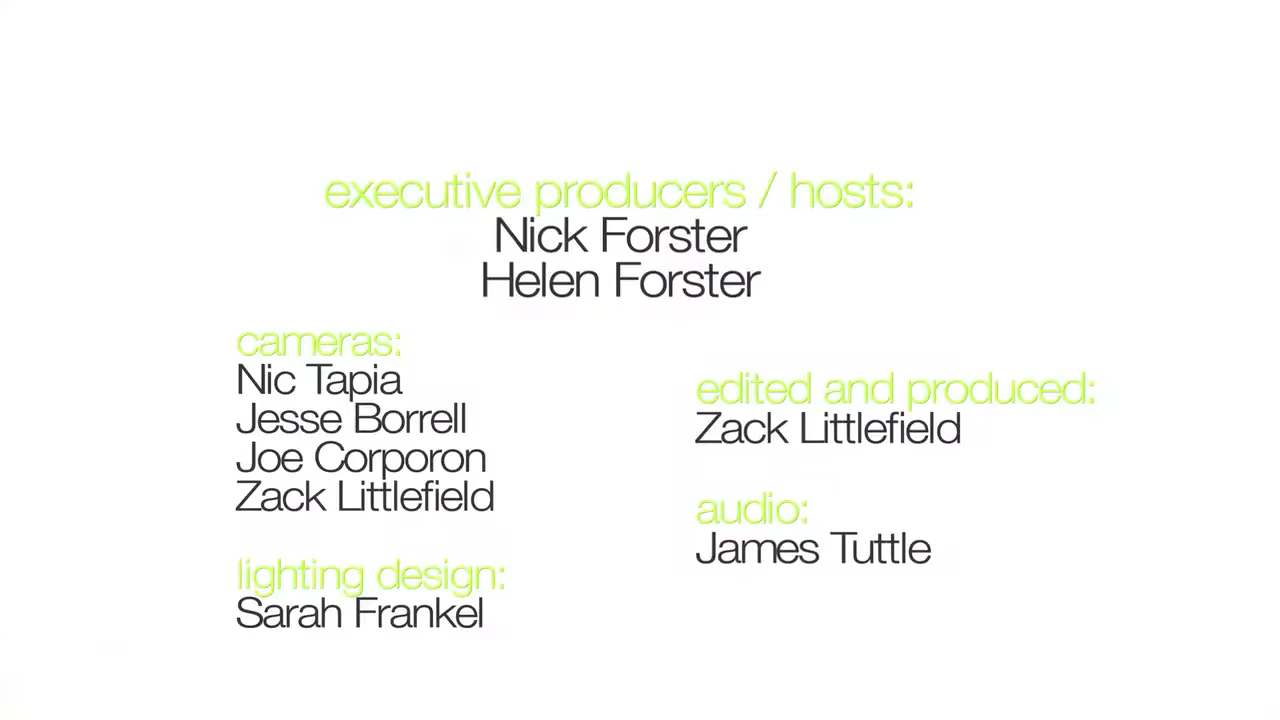 executive producers / hosts:
Nick Forster
Helen Forster
cameras:
Nic Tapia
Jesse Borrell
Joe Corporon
Zack Littlefield
lighting design:
Sarah Frankel
edited and produced:
Zack Littlefield
audio:
James Tuttle